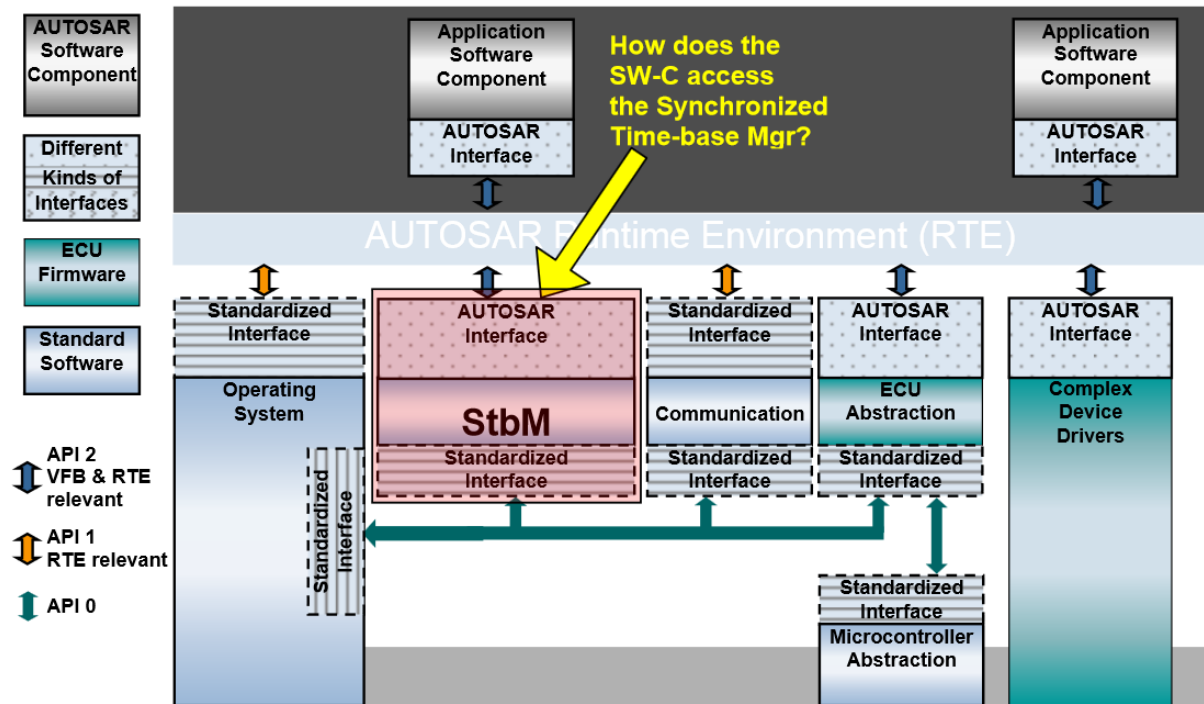 AUTOSAR
Software
Component
Different
Kinds of
Interfaces
ECU
Firmware
Standard
Software
API 2
VFB & RTE
relevant
API 1
RTE relevant
API 0
Application
Software
Component
AUTOSAR
Interface
How does the
SW-C access
the Synchronized
Time-base Mgr?
Application
Software
Component
AUTOSAR
Interface
AUTOSAR Runtime Environment (RTE)
Standardized
Interface
Operating
System
Standardized
Interface
AUTOSAR
Interface
StbM
Standardized
Interface
Standardized
Interface
Communication
Standardized
Interface
AUTOSAR
Interface
ECU
Abstraction
Standardized
Interface
Standardized
Interface
Microcontroller
Abstraction
AUTOSAR
Interface
Complex
Device
Drivers